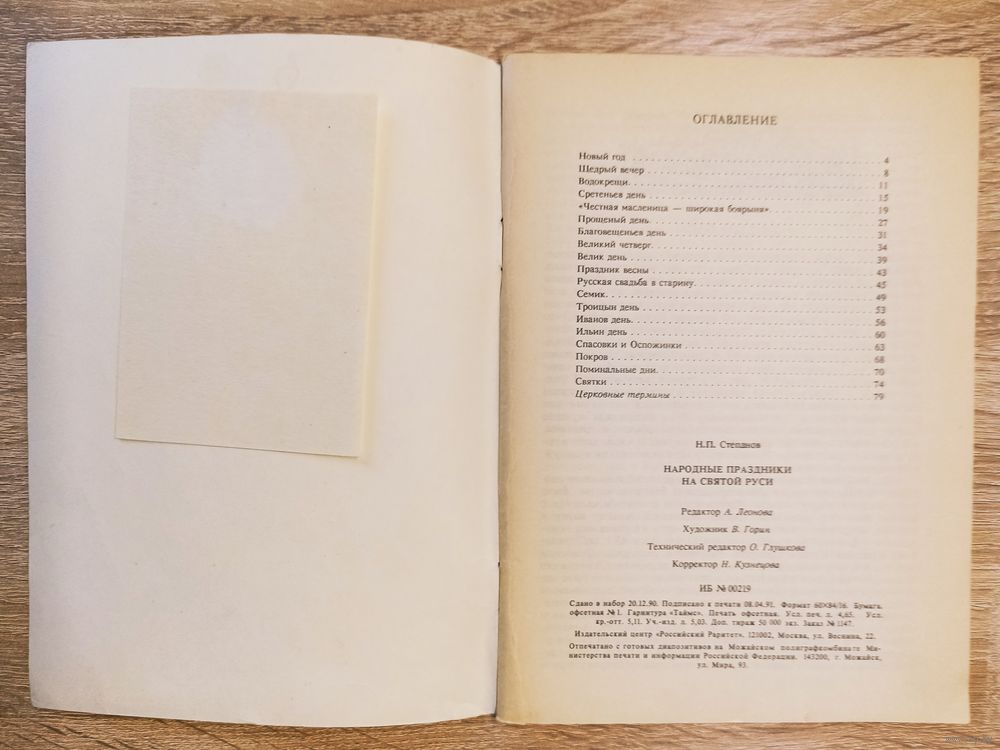 ОГЛАВЛЕНИЕ
Новый год . . . . . . . . . . . . . . . . . . . . 4
Щедрый вечер . . . . . . . . . . . . . . . . . . . . 8
Водокрещи. . . . . . . . . . . . . . . . . . . . 11
Сретеньев день . . . . . . . . . . . . . . . . . . . . 15
«Честная масленица — широкая боярыня». . . . . . . . . . . . 19
Прощеный день. . . . . . . . . . . . . . . . . . . . 27
Благовещеньев день . . . . . . . . . . . . . . . . . . . . 31
Великий четверг. . . . . . . . . . . . . . . . . . . . 34
Велик день . . . . . . . . . . . . . . . . . . . . 39
Праздник весны . . . . . . . . . . . . . . . . . . . . 43
Русская свадьба в старину. . . . . . . . . . . . . . . . . . . . 45
Семик. . . . . . . . . . . . . . . . . . . . 49
Троицын день . . . . . . . . . . . . . . . . . . . . 53
Иванов день. . . . . . . . . . . . . . . . . . . . 56
Ильин день . . . . . . . . . . . . . . . . . . . . 60
Спасовки и Оспожинки . . . . . . . . . . . . . . . . . . . . 63
Покров . . . . . . . . . . . . . . . . . . . . 68
Поминальные дни. . . . . . . . . . . . . . . . . . . . 70
Святки . . . . . . . . . . . . . . . . . . . . 74
Церковные термины . . . . . . . . . . . . . . . . . . . . 79
Н.П. Степанов
НАРОДНЫЕ ПРАЗДНИКИ
НА СВЯТОЙ РУСИ
Редактор А. Леонова
Художник В. Горин
Технический редактор О. Глушкова
Корректор Н. Кузнецова
ИБ № 00219
Сдано в набор 20.12.90. Подписано к печати 08.04.91. Формат 60×84/16. Бумага.
офсетная № 1. Гарнитура «Таймс». Печать офсетная. Усл. печ. л. 4,65. Усл.
кр.-отт. 5,11. Уч.-изд. л. 5,03. Доп. тираж 50 000 экз. Заказ № 1147.
Издательский центр «Российский Раритет». 121002, Москва, ул. Веснина, 22.
Отпечатано с готовых диапозитивов на Можайском полиграфкомбинате Ми-
нистерства печати и информации Российской Федерации. 143200, г. Можайск,
ул. Мира, 93.